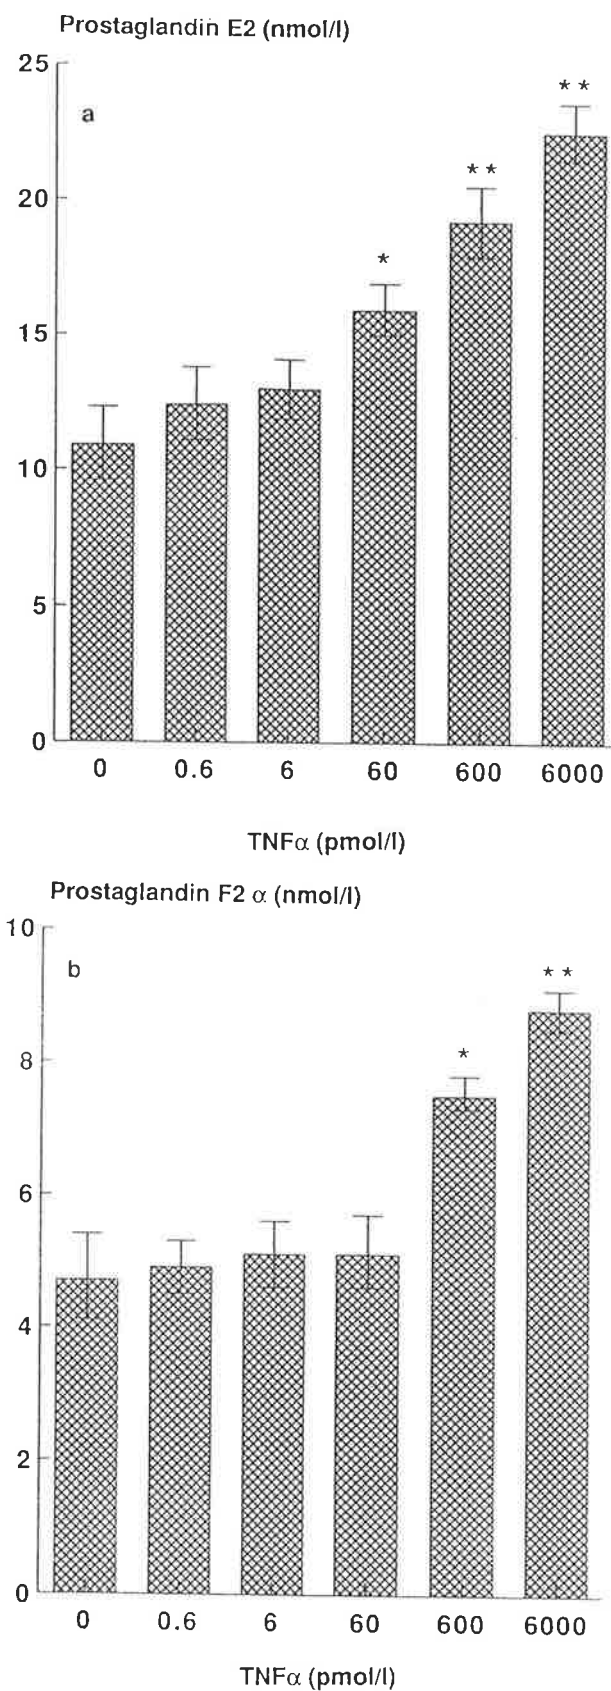 Prostaglandin E2 (nmol/l)
25
a
* *
* *
20
*
15
10
5
0
0 0.6 6 60 600 6000
TNFα (pmol/l)
Prostaglandin F2 α (nmol/l)
10
b
* *
*
8
6
4
2
0
0 0.6 6 60 600 6000
TNFα (pmol/l)